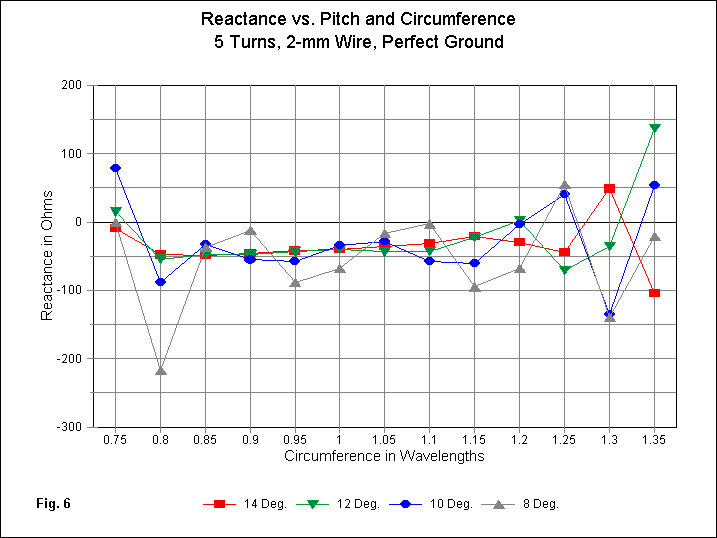 Reactance vs. Pitch and Circumference
5 Turns, 2-mm Wire, Perfect Ground
Reactance in Ohms
200
100
0
-100
-200
-300
0.75 0.8 0.85 0.9 0.95 1 1.05 1.1 1.15 1.2 1.25 1.3 1.35
Circumference in Wavelengths
Fig. 6 14 Deg. 12 Deg. 10 Deg. 8 Deg.